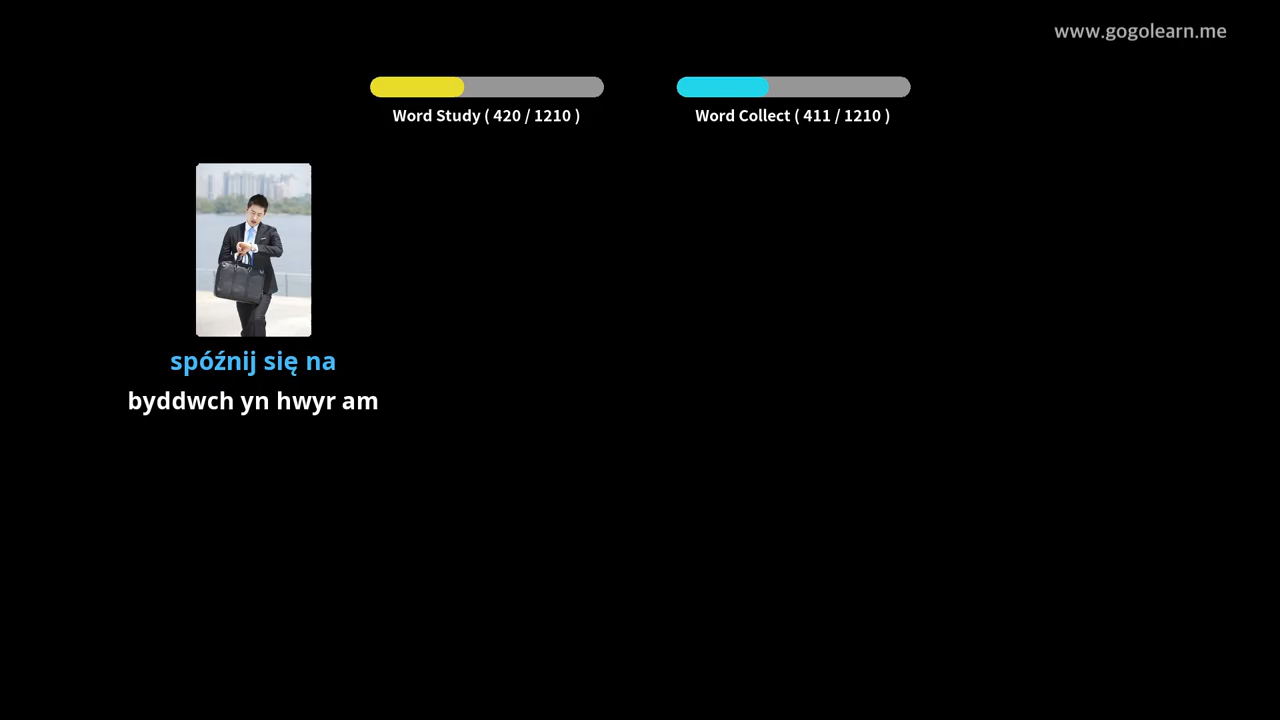 www.gogolearn.me
Word Study ( 420 / 1210 )
Word Collect ( 411 / 1210 )
spóźnij się na
byddwch yn hwyr am